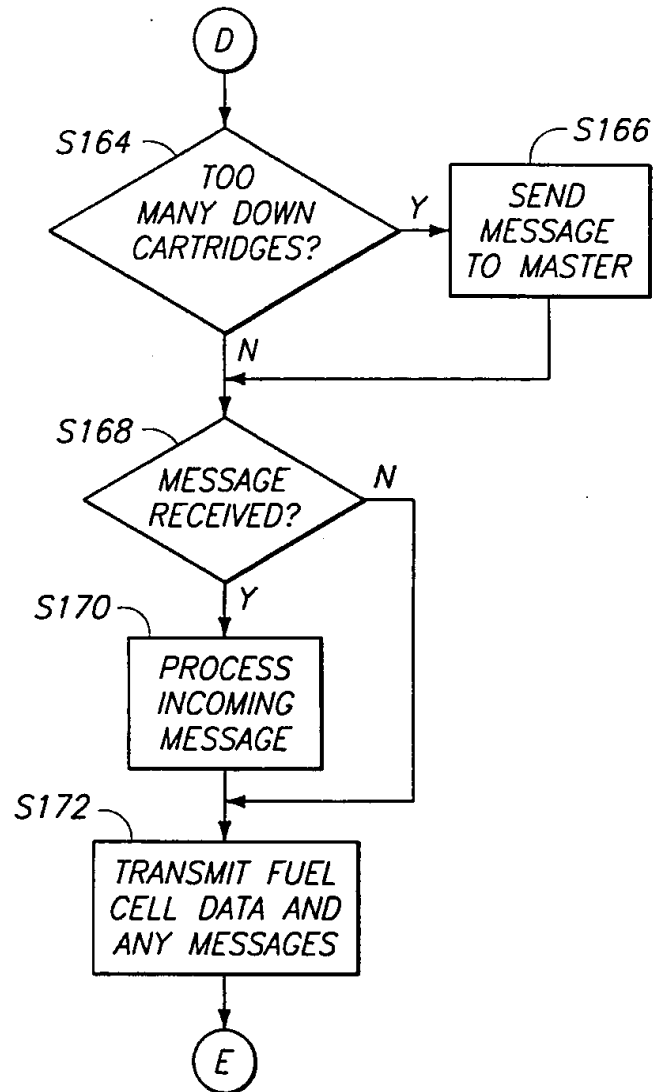 D
S164
TOO
MANY DOWN
CARTRIDGES?
Y
S166
SEND
MESSAGE
TO MASTER
N
S168
MESSAGE
RECEIVED?
N
Y
S170
PROCESS
INCOMING
MESSAGE
S172
TRANSMIT FUEL
CELL DATA AND
ANY MESSAGES
E